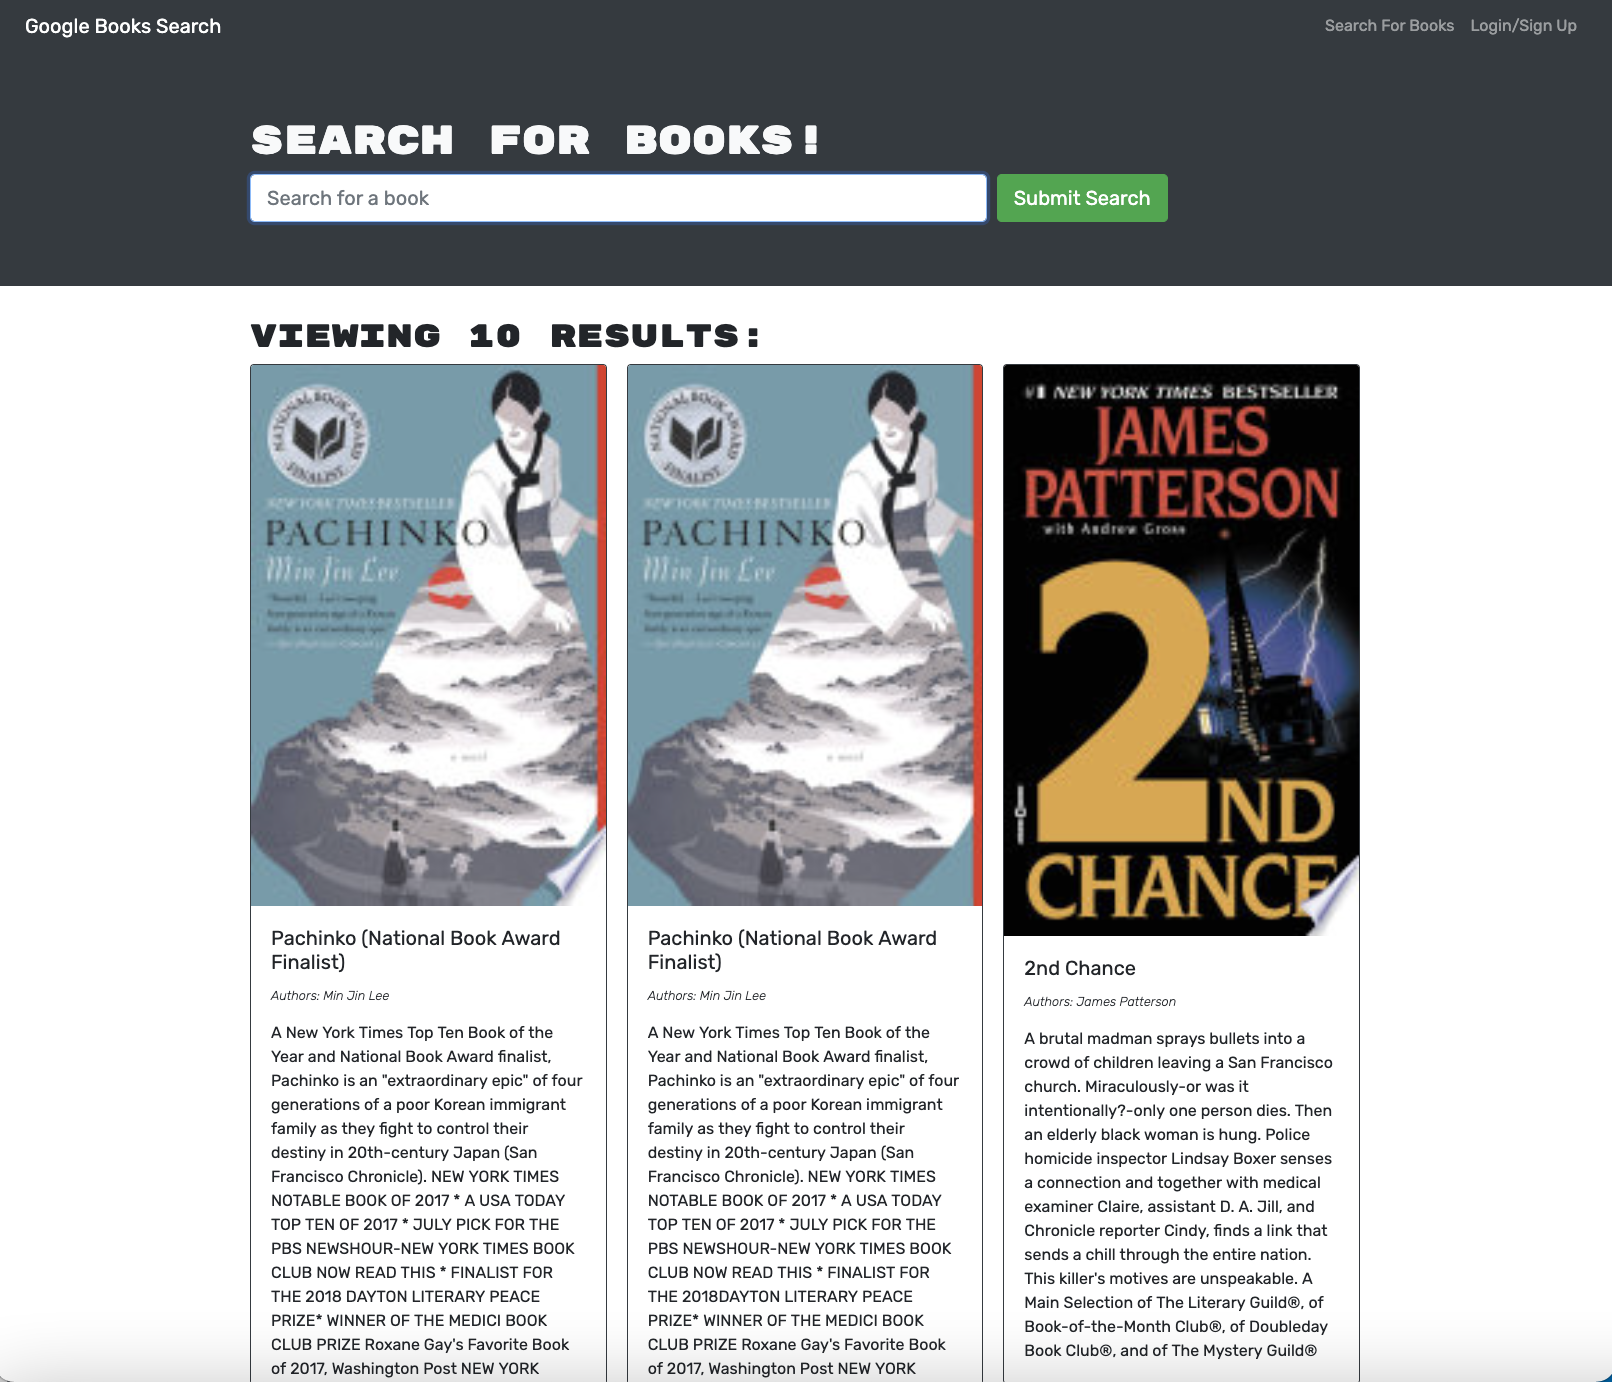 Google Books Search
Search For Books Login/Sign Up
SEARCH FOR BOOKS!
Search for a book
Submit Search
VIEWING 10 RESULTS:
NATIONAL BOOK AWARD
FINALIST
NEW YORK TIMES BESTSELLER
PACHINKO
Min Jin Lee
a novel
Pachinko (National Book Award
Finalist)
Authors: Min Jin Lee
A New York Times Top Ten Book of the
Year and National Book Award finalist,
Pachinko is an "extraordinary epic" of four
generations of a poor Korean immigrant
family as they fight to control their
destiny in 20th-century Japan (San
Francisco Chronicle). NEW YORK TIMES
NOTABLE BOOK OF 2017 * A USA TODAY
TOP TEN OF 2017 * JULY PICK FOR THE
PBS NEWSHOUR-NEW YORK TIMES BOOK
CLUB NOW READ THIS * FINALIST FOR
THE 2018 DAYTON LITERARY PEACE
PRIZE* WINNER OF THE MEDICI BOOK
CLUB PRIZE Roxane Gay's Favorite Book
of 2017, Washington Post NEW YORK
NATIONAL BOOK AWARD
FINALIST
NEW YORK TIMES BESTSELLER
PACHINKO
Min Jin Lee
a novel
Pachinko (National Book Award
Finalist)
Authors: Min Jin Lee
A New York Times Top Ten Book of the
Year and National Book Award finalist,
Pachinko is an "extraordinary epic" of four
generations of a poor Korean immigrant
family as they fight to control their
destiny in 20th-century Japan (San
Francisco Chronicle). NEW YORK TIMES
NOTABLE BOOK OF 2017 * A USA TODAY
TOP TEN OF 2017 * JULY PICK FOR THE
PBS NEWSHOUR-NEW YORK TIMES BOOK
CLUB NOW READ THIS * FINALIST FOR
THE 2018DAYTON LITERARY PEACE
PRIZE* WINNER OF THE MEDICI BOOK
CLUB PRIZE Roxane Gay's Favorite Book
of 2017, Washington Post NEW YORK
#1 NEW YORK TIMES BESTSELLER
JAMES
PATTERSON
with Andrew Gross
2ND
CHANCE
2nd Chance
Authors: James Patterson
A brutal madman sprays bullets into a
crowd of children leaving a San Francisco
church. Miraculously-or was it
intentionally?-only one person dies. Then
an elderly black woman is hung. Police
homicide inspector Lindsay Boxer senses
a connection and together with medical
examiner Claire, assistant D. A. Jill, and
Chronicle reporter Cindy, finds a link that
sends a chill through the entire nation.
This killer's motives are unspeakable. A
Main Selection of The Literary Guild®, of
Book-of-the-Month Club®, of Doubleday
Book Club®, and of The Mystery Guild®